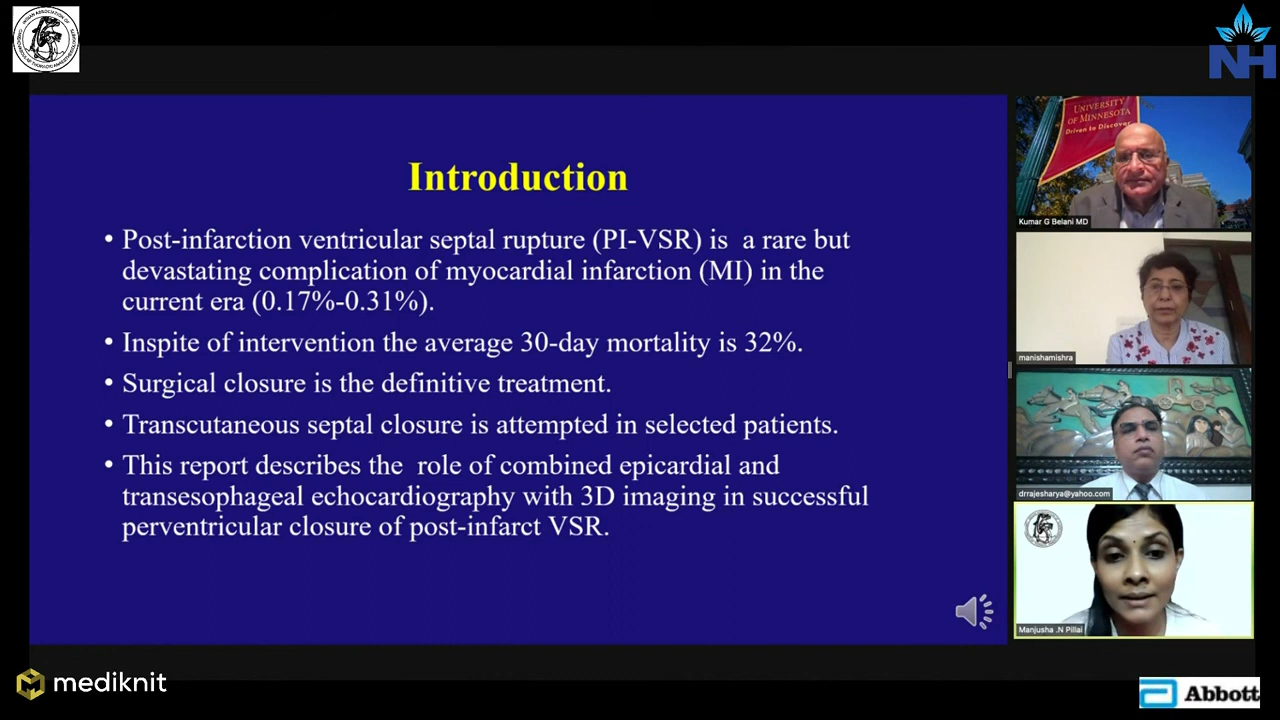 NH
Introduction
• Post-infarction ventricular septal rupture (PI-VSR) is a rare but
devastating complication of myocardial infarction (MI) in the
current era (0.17%-0.31%).
• Inspite of intervention the average 30-day mortality is 32%.
• Surgical closure is the definitive treatment.
• Transcutaneous septal closure is attempted in selected patients.
• This report describes the role of combined epicardial and
transesophageal echocardiography with 3D imaging in successful
perventricular closure of post-infarct VSR.
UNIVERSITY
OF MINNESOTA
Driven to Discover
Kumar G Belani MD
manishamishra
drrajesharya@yahoo.com
Manjusha .N Pillai
mediknit
Abbott